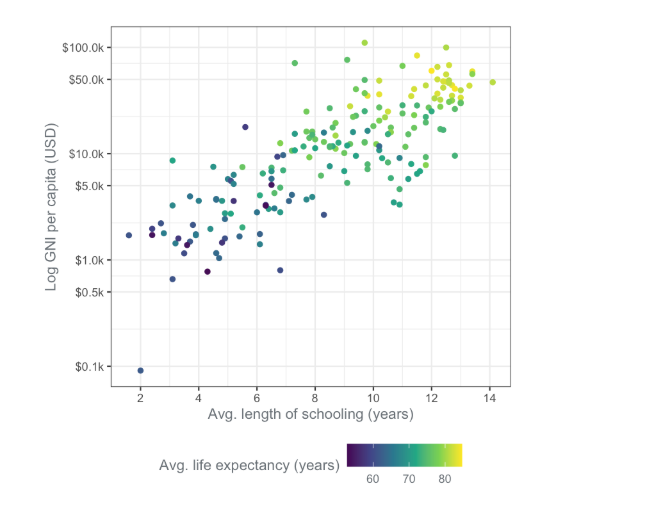 $100.0k
$50.0k
$10.0k
$5.0k
$1.0k
$0.5k
$0.1k
Log GNI per capita (USD)
2 4 6 8 10 12 14
Avg. length of schooling (years)
Avg. life expectancy (years)
60 70 80